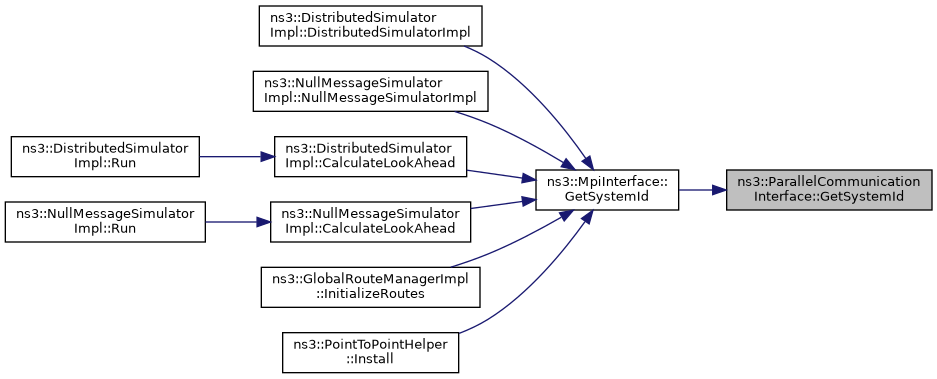 ns3::DistributedSimulator
Impl::DistributedSimulatorImpl
ns3::NullMessageSimulator
Impl::NullMessageSimulatorImpl
ns3::DistributedSimulator
Impl::Run
ns3::DistributedSimulator
Impl::CalculateLookAhead
ns3::MpiInterface::
GetSystemId
ns3::ParallelCommunication
Interface::GetSystemId
ns3::NullMessageSimulator
Impl::Run
ns3::NullMessageSimulator
Impl::CalculateLookAhead
ns3::GlobalRouteManagerImpl
::InitializeRoutes
ns3::PointToPointHelper
::Install